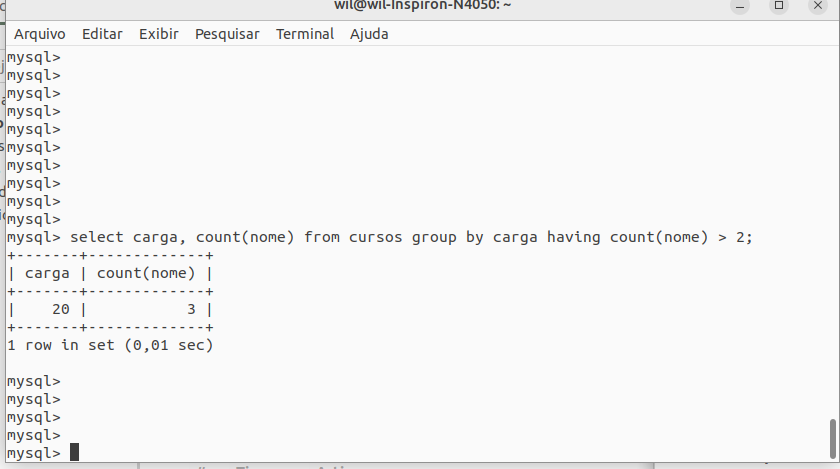 wil@wil-Inspiron-N4050: ~
Arquivo Editar Exibir Pesquisar Terminal Ajuda
mysql>
mysql>
mysql>
mysql>
mysql>
mysql>
mysql>
mysql>
mysql>
mysql>
mysql> select carga, count(nome) from cursos group by carga having count(nome) > 2;
+-------+-------------+
| carga | count(nome) |
+-------+-------------+
|    20 |           3 |
+-------+-------------+
1 row in set (0,01 sec)
mysql>
mysql>
mysql>
mysql>
mysql>